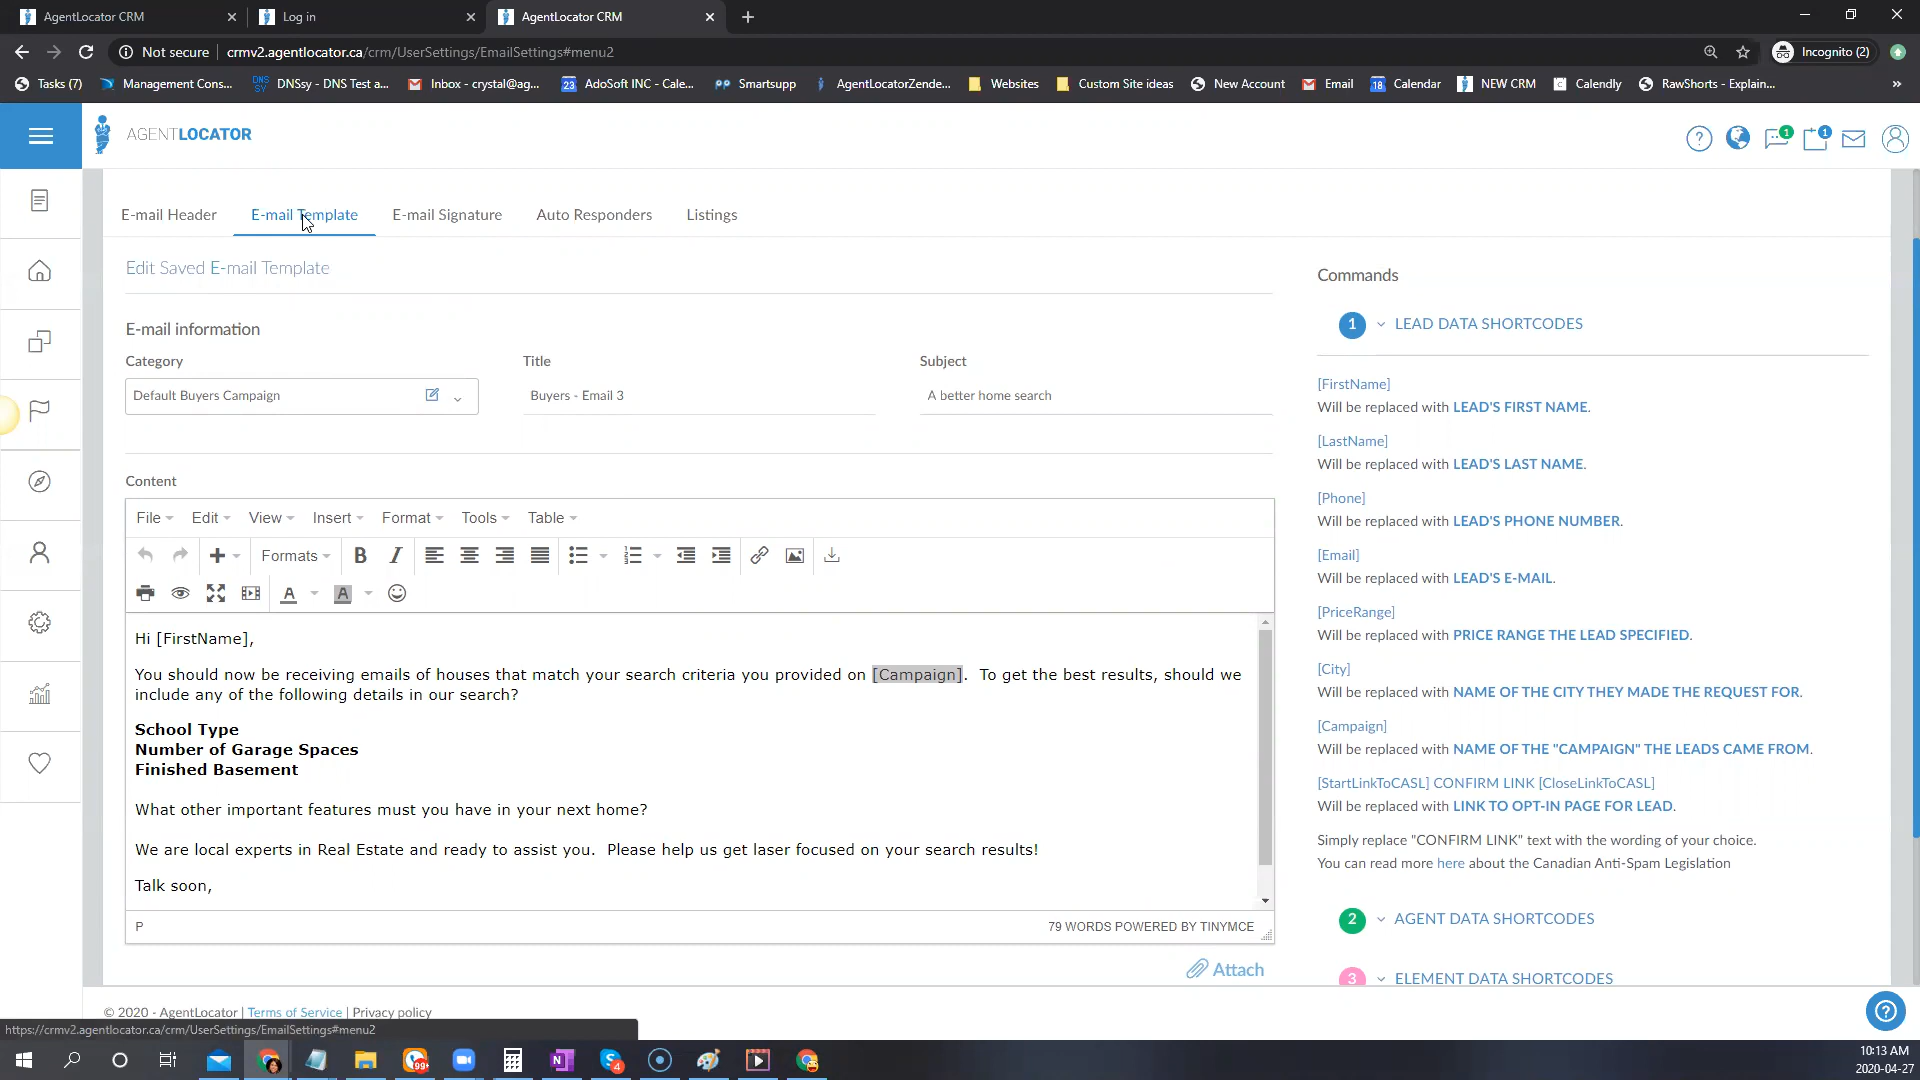 AgentLocator CRM
Log in
AgentLocator CRM
Not secure
crmv2.agentlocator.ca/crm/UserSettings/EmailSettings#menu2
Incognito (2)
Tasks (7)
Management Cons...
DNS
SY
DNSsy - DNS Test a...
Inbox - crystal@ag...
23
AdoSoft INC - Cale...
Smartsupp
AgentLocatorZende...
Websites
Custom Site ideas
New Account
Email
18
Calendar
NEW CRM
Calendly
RawShorts - Explain...
AGENTLOCATOR
1
1
E-mail Header
E-mail Template
E-mail Signature
Auto Responders
Listings
Edit Saved E-mail Template
E-mail information
Category
Title
Subject
Default Buyers Campaign
Buyers - Email 3
A better home search
Content
File
Edit
View
Insert
Format
Tools
Table
Formats
Hi [FirstName],
You should now be receiving emails of houses that match your search criteria you provided on [Campaign].  To get the best results, should we
include any of the following details in our search?
School Type
Number of Garage Spaces
Finished Basement
What other important features must you have in your next home?
We are local experts in Real Estate and ready to assist you.  Please help us get laser focused on your search results!
Talk soon,
P
79 WORDS POWERED BY TINYMCE
Attach
Commands
1 LEAD DATA SHORTCODES
[FirstName]
Will be replaced with LEAD'S FIRST NAME.
[LastName]
Will be replaced with LEAD'S LAST NAME.
[Phone]
Will be replaced with LEAD'S PHONE NUMBER.
[Email]
Will be replaced with LEAD'S E-MAIL.
[PriceRange]
Will be replaced with PRICE RANGE THE LEAD SPECIFIED.
[City]
Will be replaced with NAME OF THE CITY THEY MADE THE REQUEST FOR.
[Campaign]
Will be replaced with NAME OF THE "CAMPAIGN" THE LEADS CAME FROM.
[StartLinkToCASL] CONFIRM LINK [CloseLinkToCASL]
Will be replaced with LINK TO OPT-IN PAGE FOR LEAD.
Simply replace "CONFIRM LINK" text with the wording of your choice.
You can read more here about the Canadian Anti-Spam Legislation
2 AGENT DATA SHORTCODES
3 ELEMENT DATA SHORTCODES
© 2020 - AgentLocator | Terms of Service | Privacy policy
https://crmv2.agentlocator.ca/crm/UserSettings/EmailSettings#menu2
99+
4
10:13 AM
2020-04-27